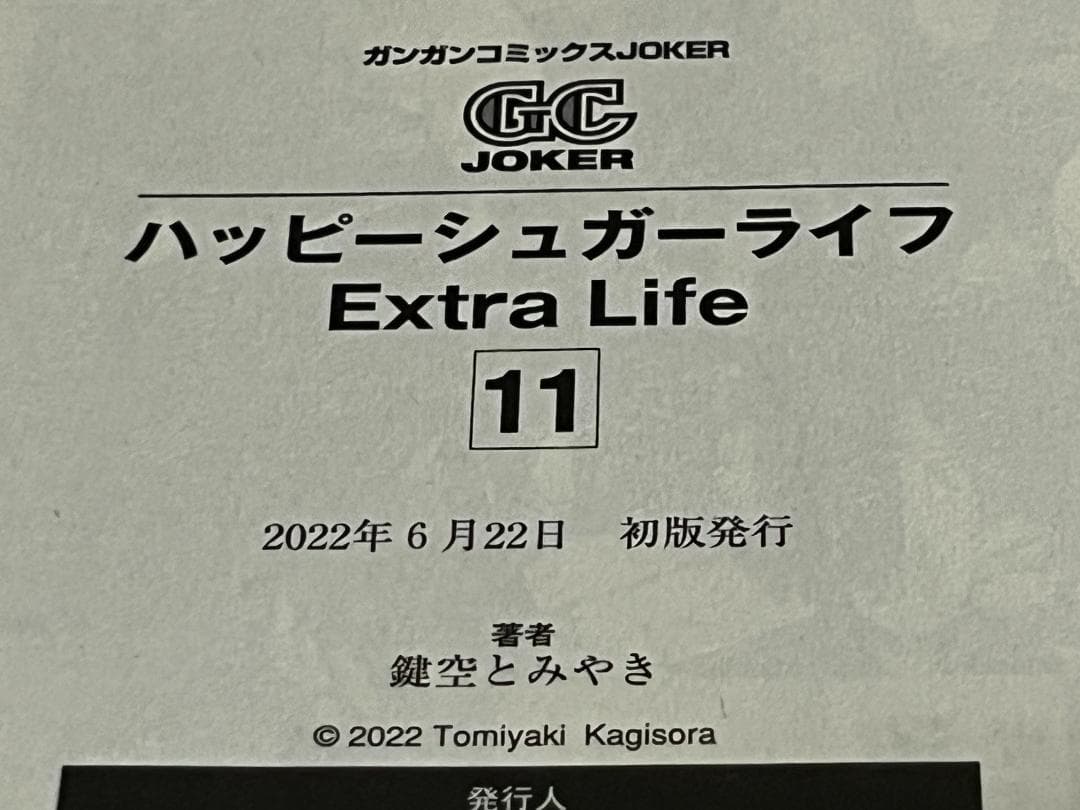 ガンガンコミックスJOKER
GC
JOKER
ハッピーシュガーライフ
Extra Life
11
2022年6月22日 初版発行
著者
鍵空とみやき
© 2022 Tomiyaki Kagisora
発行人